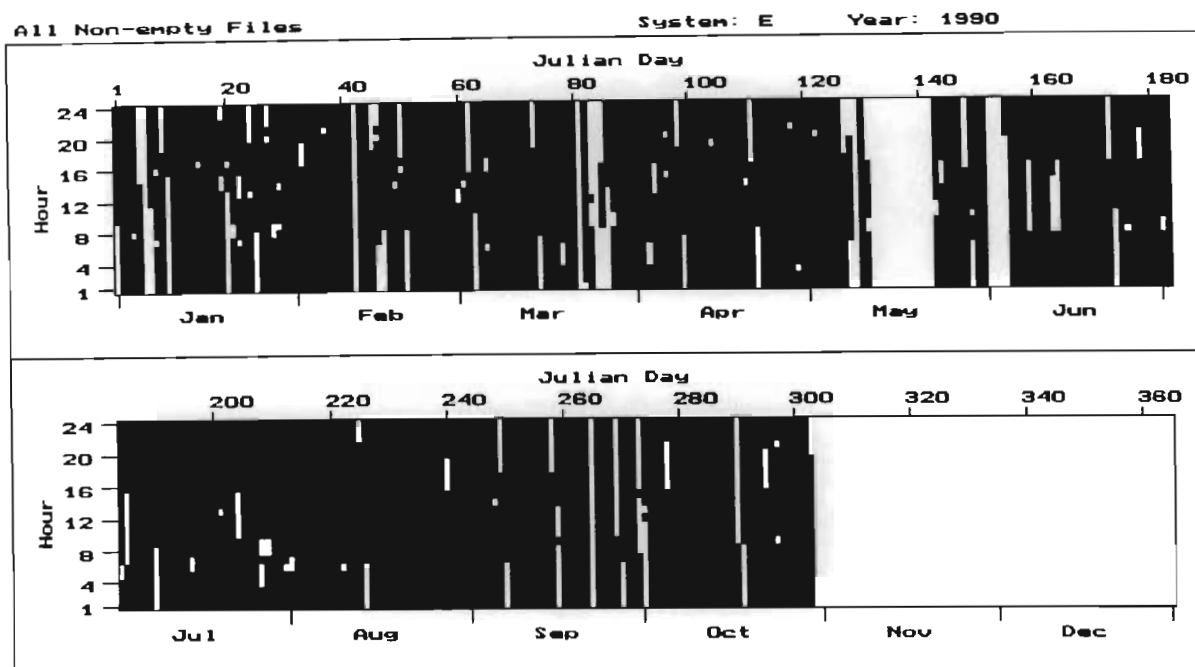 All Non-empty Files System: E Year: 1990
Julian Day
1 20 40 60 80 100 120 140 160 180
24
20
16
12
8
4
1
Hour
Jan Feb Mar Apr May Jun
Julian Day
200 220 240 260 280 300 320 340 360
24
20
16
12
8
4
1
Hour
Jul Aug Sep Oct Nov Dec